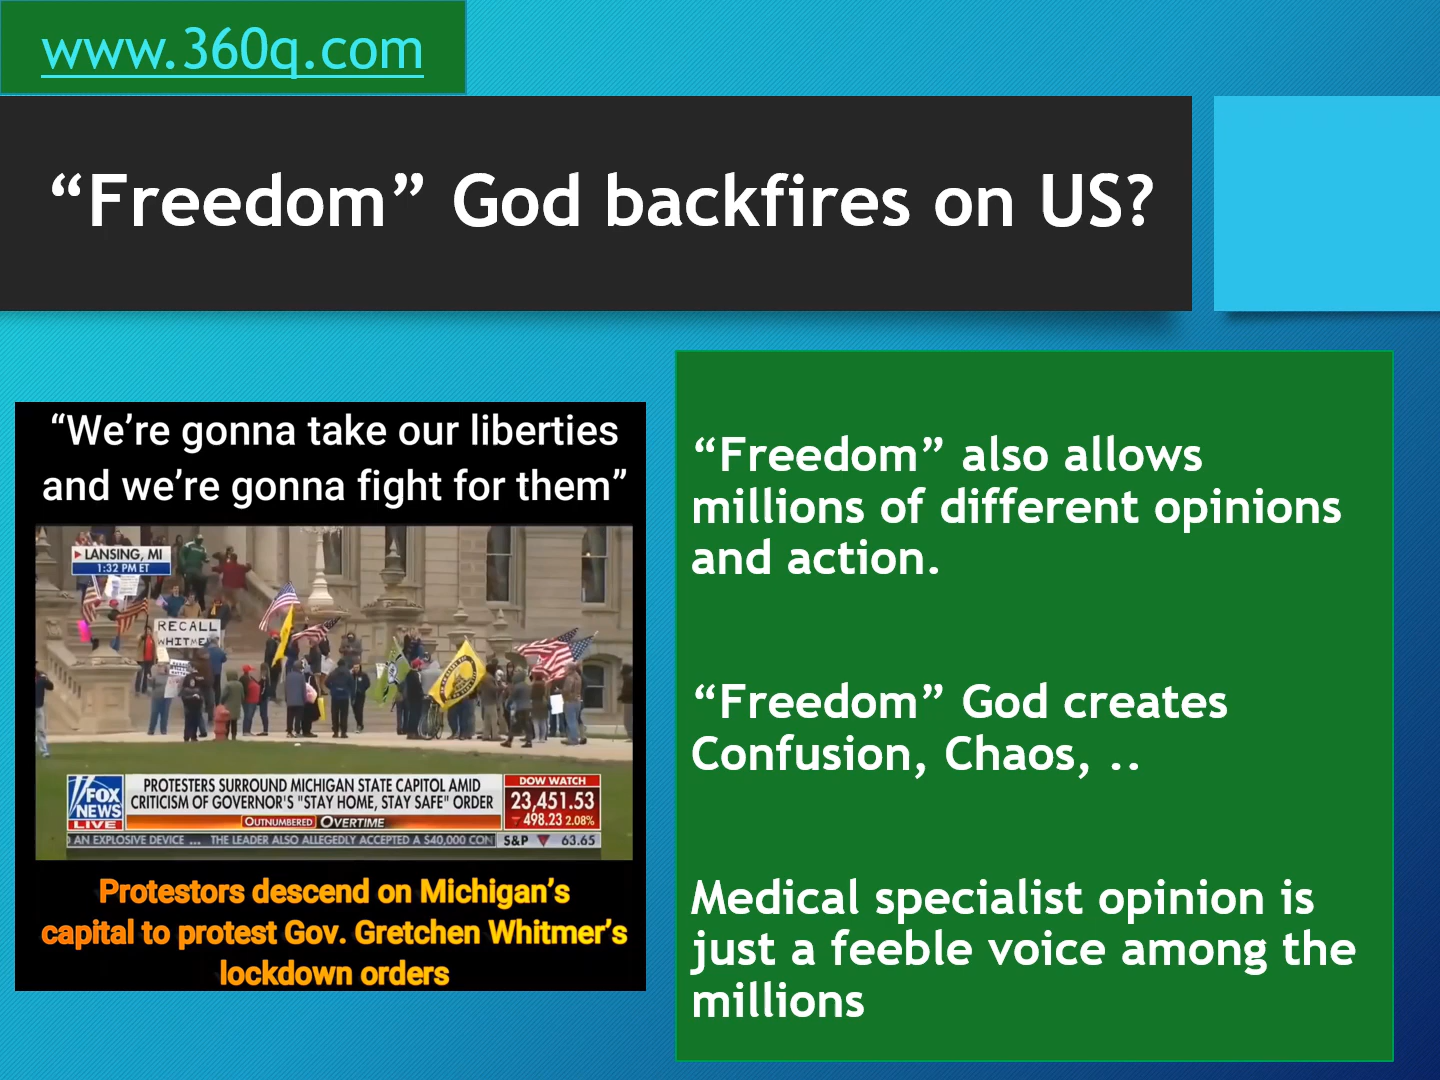 www.360q.com
“Freedom” God backfires on US?
“We’re gonna take our liberties
and we’re gonna fight for them”
LANSING, MI
1:32 PM ET
RECALL
WHITMER
FOX
NEWS
LIVE
PROTESTERS SURROUND MICHIGAN STATE CAPITOL AMID
CRITICISM OF GOVERNOR'S "STAY HOME, STAY SAFE" ORDER
OUTNUMBERED OVERTIME
DOW WATCH
23,451.53
498.23 2.08%
AN EXPLOSIVE DEVICE ... THE LEADER ALSO ALLEGEDLY ACCEPTED A $40,000 CON
S&P 63.65
Protestors descend on Michigan’s
capital to protest Gov. Gretchen Whitmer’s
lockdown orders
“Freedom” also allows
millions of different opinions
and action.
“Freedom” God creates
Confusion, Chaos, ..
Medical specialist opinion is
just a feeble voice among the
millions